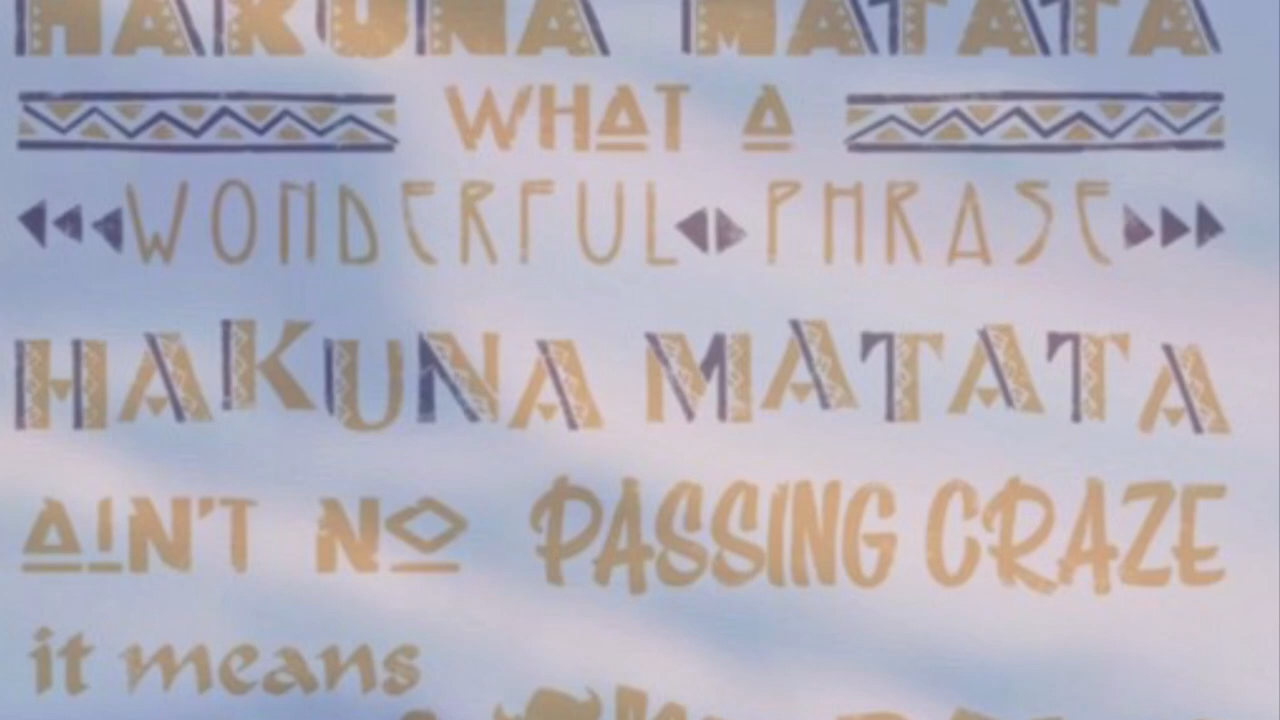 HAKUNA MATATA
WHAT A
WONDERFUL PHRASE
HAKUNA MATATA
AIN'T NO PASSING CRAZE
it means